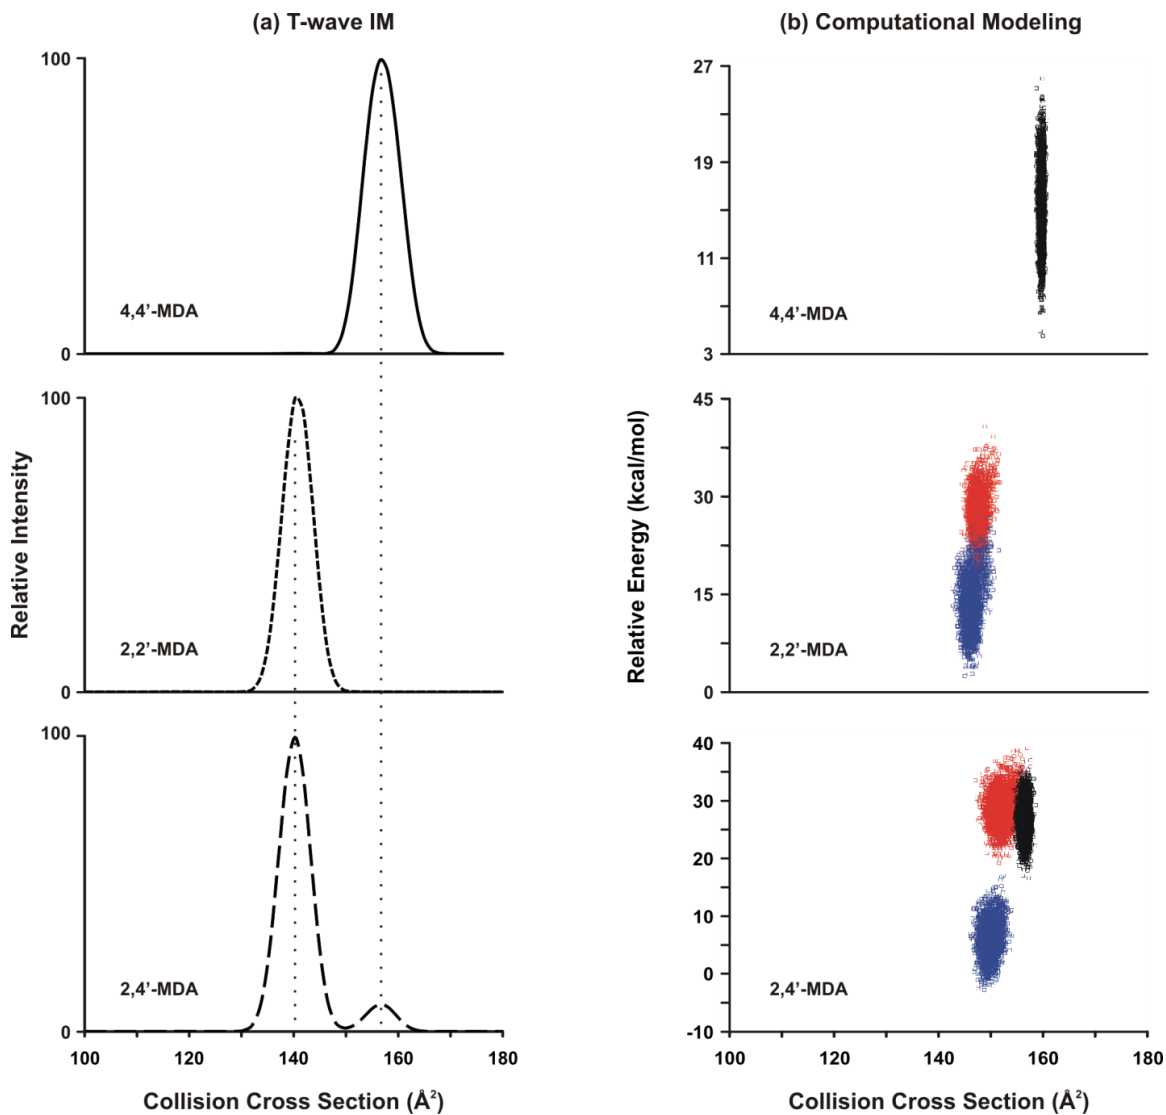 (a) T-wave IM
(b) Computational Modeling
Relative Intensity
100
0
4,4’-MDA
100
0
2,2’-MDA
100
0
2,4’-MDA
100 120 140 160 180
Collision Cross Section (Å²)
Relative Energy (kcal/mol)
27
19
11
3
4,4’-MDA
45
30
15
0
2,2’-MDA
40
30
20
10
0
-10
2,4’-MDA
100 120 140 160 180
Collision Cross Section (Å²)